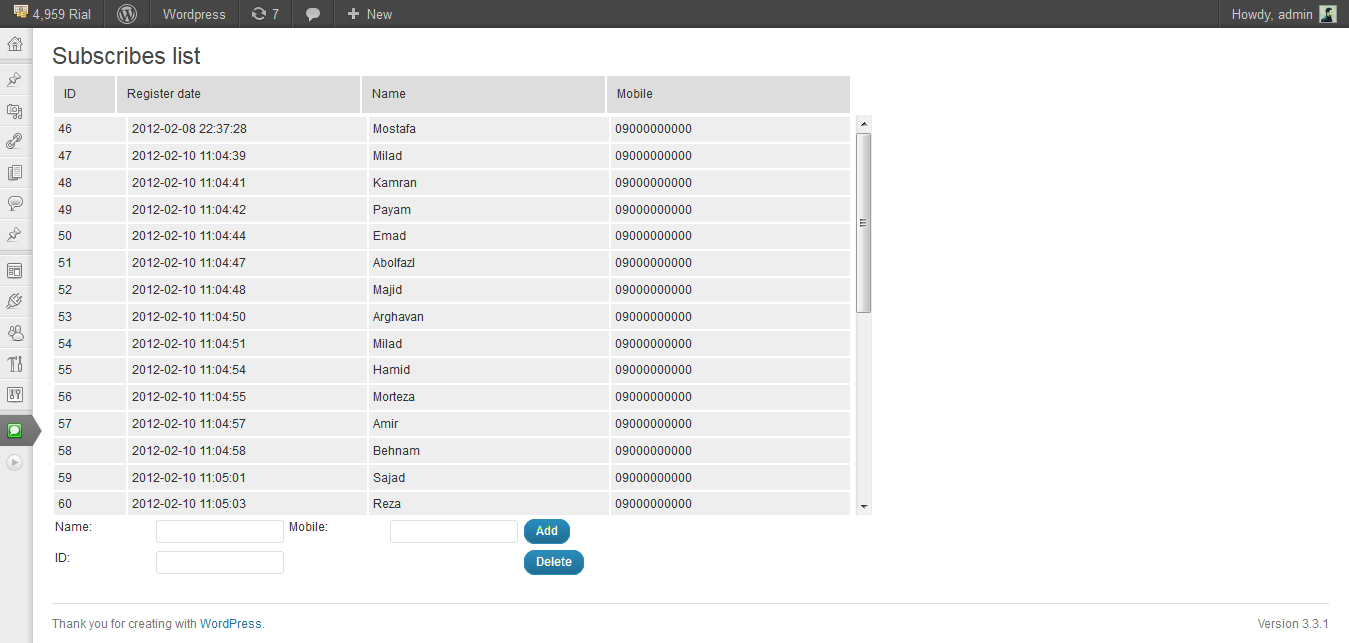 4,959 Rial Wordpress 7 New Howdy, admin
Subscribes list
ID Register date Name Mobile
46 2012-02-08 22:37:28 Mostafa 09000000000
47 2012-02-10 11:04:39 Milad 09000000000
48 2012-02-10 11:04:41 Kamran 09000000000
49 2012-02-10 11:04:42 Payam 09000000000
50 2012-02-10 11:04:44 Emad 09000000000
51 2012-02-10 11:04:47 Abolfazl 09000000000
52 2012-02-10 11:04:48 Majid 09000000000
53 2012-02-10 11:04:50 Arghavan 09000000000
54 2012-02-10 11:04:51 Milad 09000000000
55 2012-02-10 11:04:54 Hamid 09000000000
56 2012-02-10 11:04:55 Morteza 09000000000
57 2012-02-10 11:04:57 Amir 09000000000
58 2012-02-10 11:04:58 Behnam 09000000000
59 2012-02-10 11:05:01 Sajad 09000000000
60 2012-02-10 11:05:03 Reza 09000000000
Name: Mobile: Add
ID: Delete
Thank you for creating with WordPress. Version 3.3.1